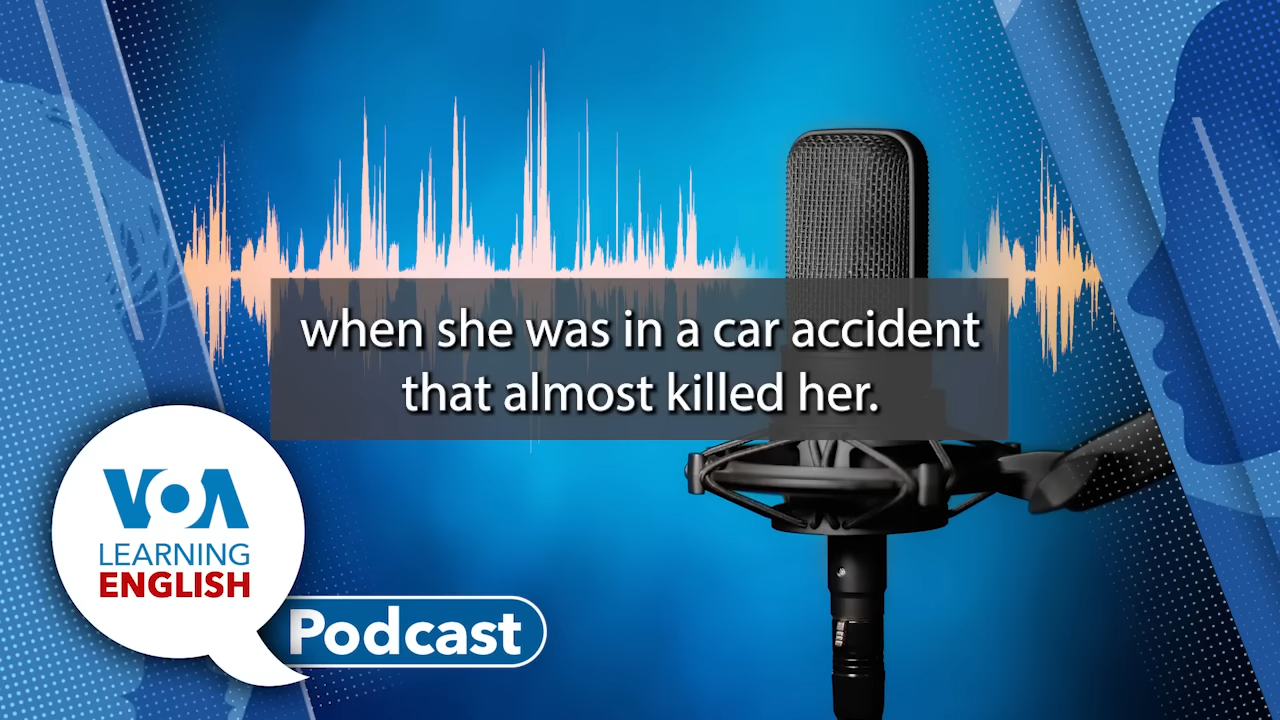 when she was in a car accident
that almost killed her.
VOA
LEARNING
ENGLISH
Podcast